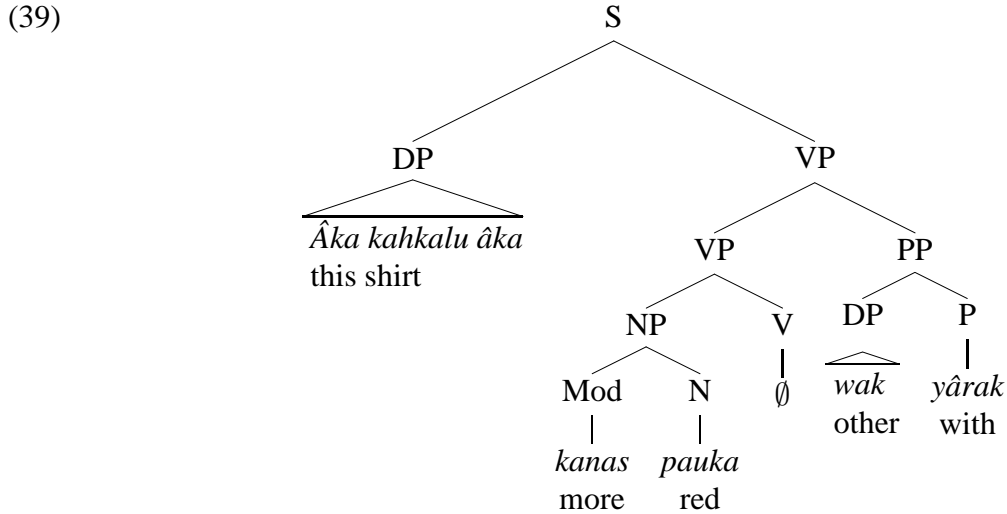 (39) S
DP VP
Âka kahkalu âka VP PP
this shirt
NP V DP P
Mod N ∅ wak yârak
other with
kanas pauka
more red